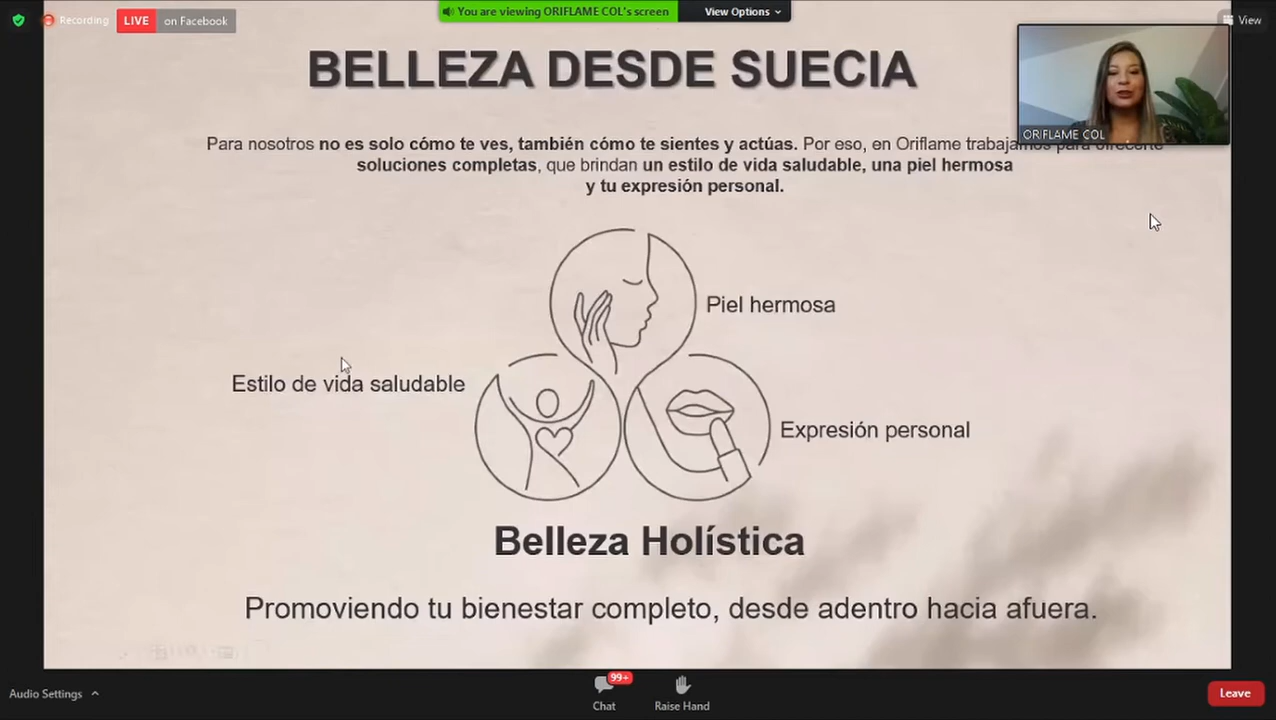 Recording
LIVE on Facebook
You are viewing ORIFLAME COL's screen
View Options
View
BELLEZA DESDE SUECIA
ORIFLAME COL
Para nosotros no es solo cómo te ves, también cómo te sientes y actúas. Por eso, en Oriflame trabajamos para ofrecerte
soluciones completas, que brindan un estilo de vida saludable, una piel hermosa
y tu expresión personal.
Piel hermosa
Estilo de vida saludable
Expresión personal
Belleza Holística
Promoviendo tu bienestar completo, desde adentro hacia afuera.
Audio Settings
99+
Chat
Raise Hand
Leave